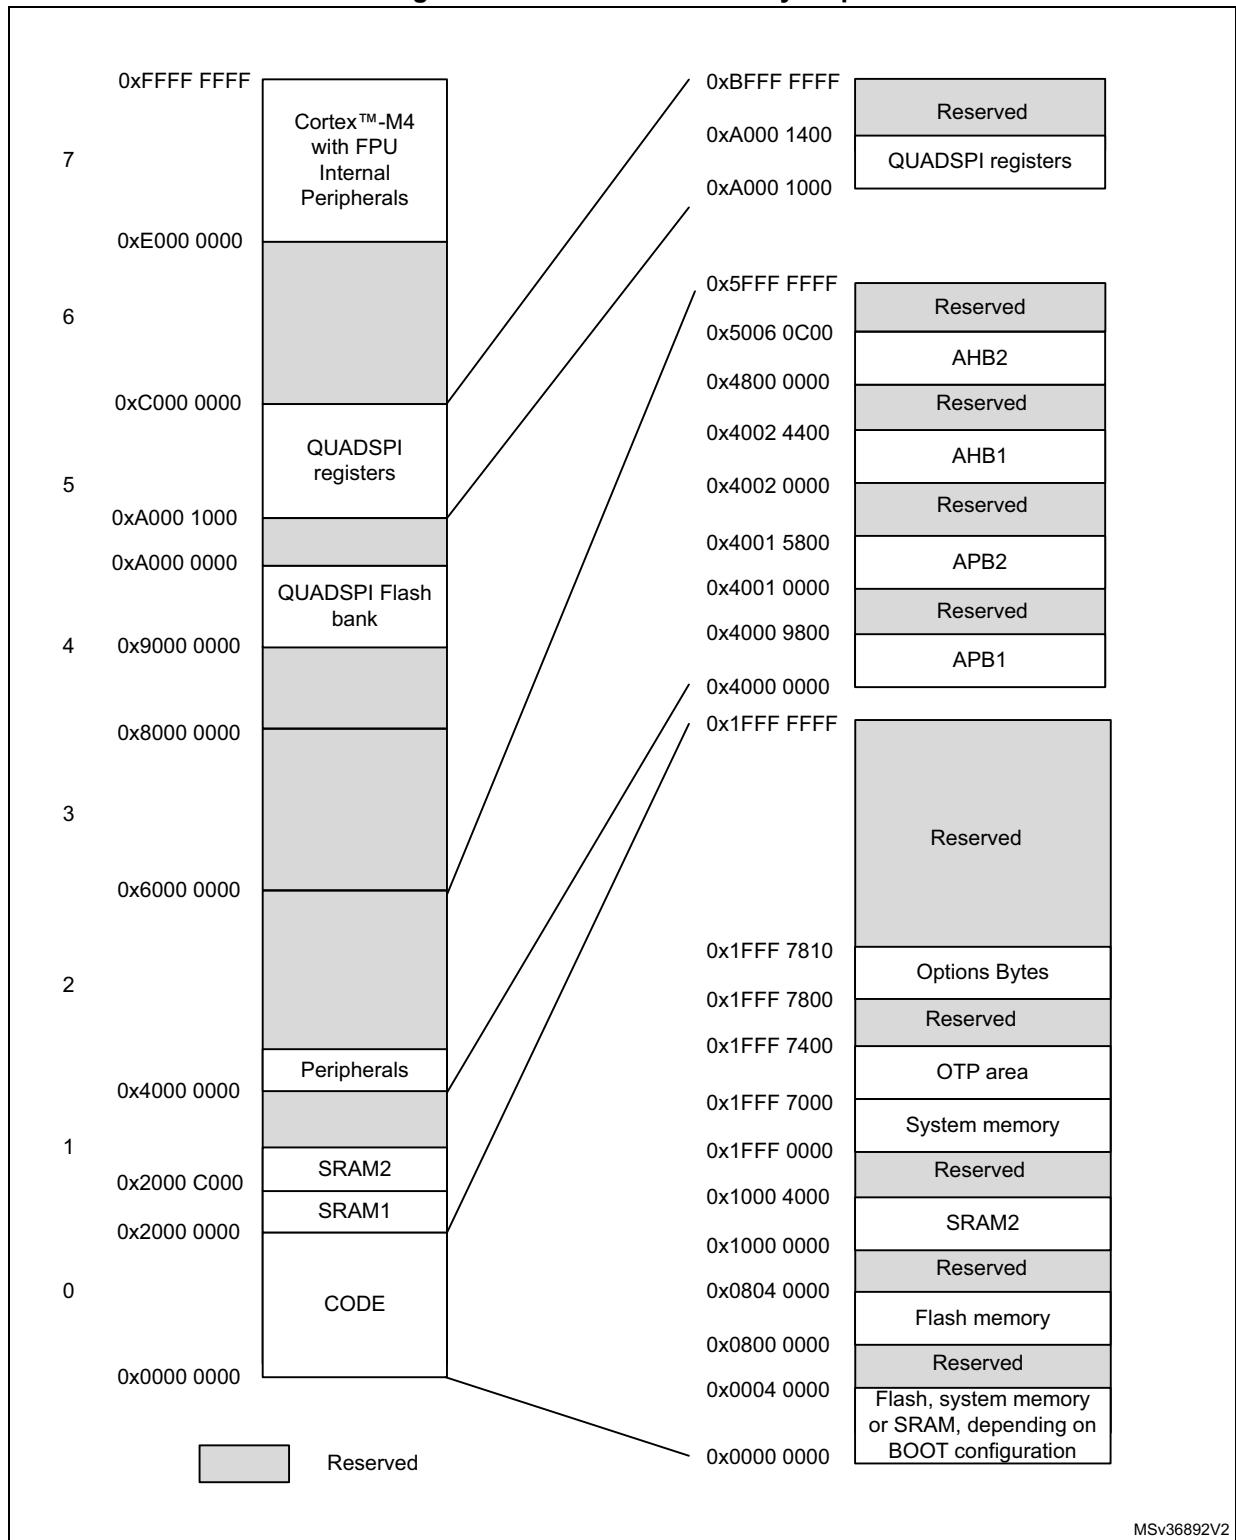 0xFFFF FFFF
Cortex™-M4
with FPU
Internal
Peripherals
7
0xE000 0000
6
0xC000 0000
QUADSPI
registers
5
0xA000 1000
0xA000 0000
QUADSPI Flash
bank
4
0x9000 0000
0x8000 0000
3
0x6000 0000
2
Peripherals
0x4000 0000
1
SRAM2
0x2000 C000
SRAM1
0x2000 0000
0
CODE
0x0000 0000
Reserved
0xBFFF FFFF
Reserved
0xA000 1400
QUADSPI registers
0xA000 1000
0x5FFF FFFF
Reserved
0x5006 0C00
AHB2
0x4800 0000
Reserved
0x4002 4400
AHB1
0x4002 0000
Reserved
0x4001 5800
APB2
0x4001 0000
Reserved
0x4000 9800
APB1
0x4000 0000
0x1FFF FFFF
Reserved
0x1FFF 7810
Options Bytes
0x1FFF 7800
Reserved
0x1FFF 7400
OTP area
0x1FFF 7000
System memory
0x1FFF 0000
Reserved
0x1000 4000
SRAM2
0x1000 0000
Reserved
0x0804 0000
Flash memory
0x0800 0000
Reserved
0x0004 0000
Flash, system memory
or SRAM, depending on
BOOT configuration
0x0000 0000
MSv36892V2